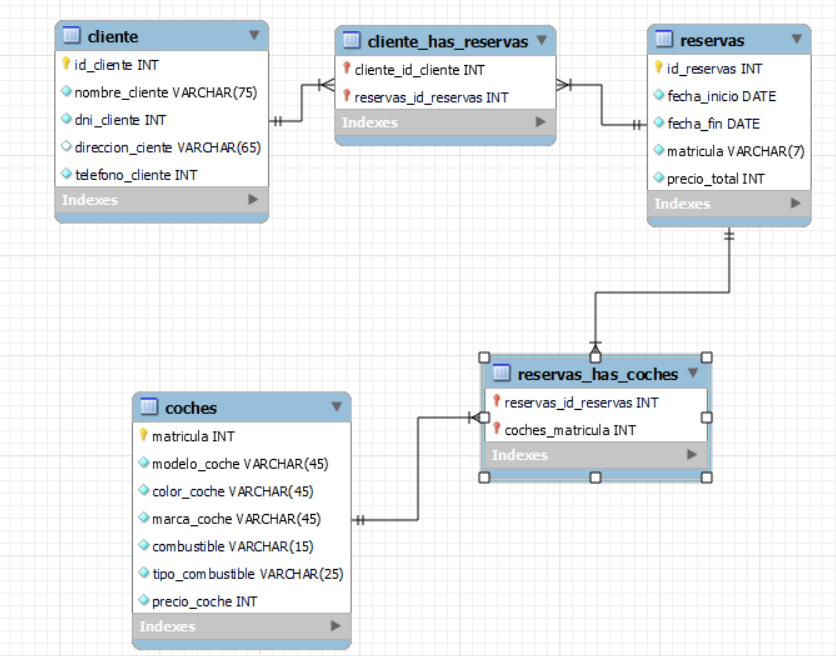 cliente
id_cliente INT
nombre_cliente VARCHAR(75)
dni_cliente INT
direccion_ciente VARCHAR(65)
telefono_cliente INT
Indexes
cliente_has_reservas
cliente_id_cliente INT
reservas_id_reservas INT
Indexes
reservas
id_reservas INT
fecha_inicio DATE
fecha_fin DATE
matricula VARCHAR(7)
precio_total INT
Indexes
reservas_has_coches
reservas_id_reservas INT
coches_matricula INT
Indexes
coches
matricula INT
modelo_coche VARCHAR(45)
color_coche VARCHAR(45)
marca_coche VARCHAR(45)
combustible VARCHAR(15)
tipo_combustible VARCHAR(25)
precio_coche INT
Indexes